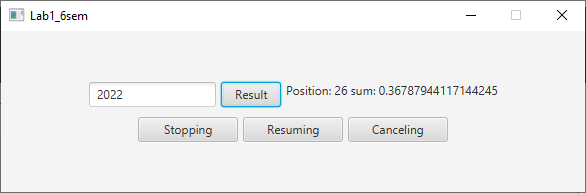 Lab1_6sem
2022 Result Position: 26 sum: 0.36787944117144245
Stopping Resuming Canceling